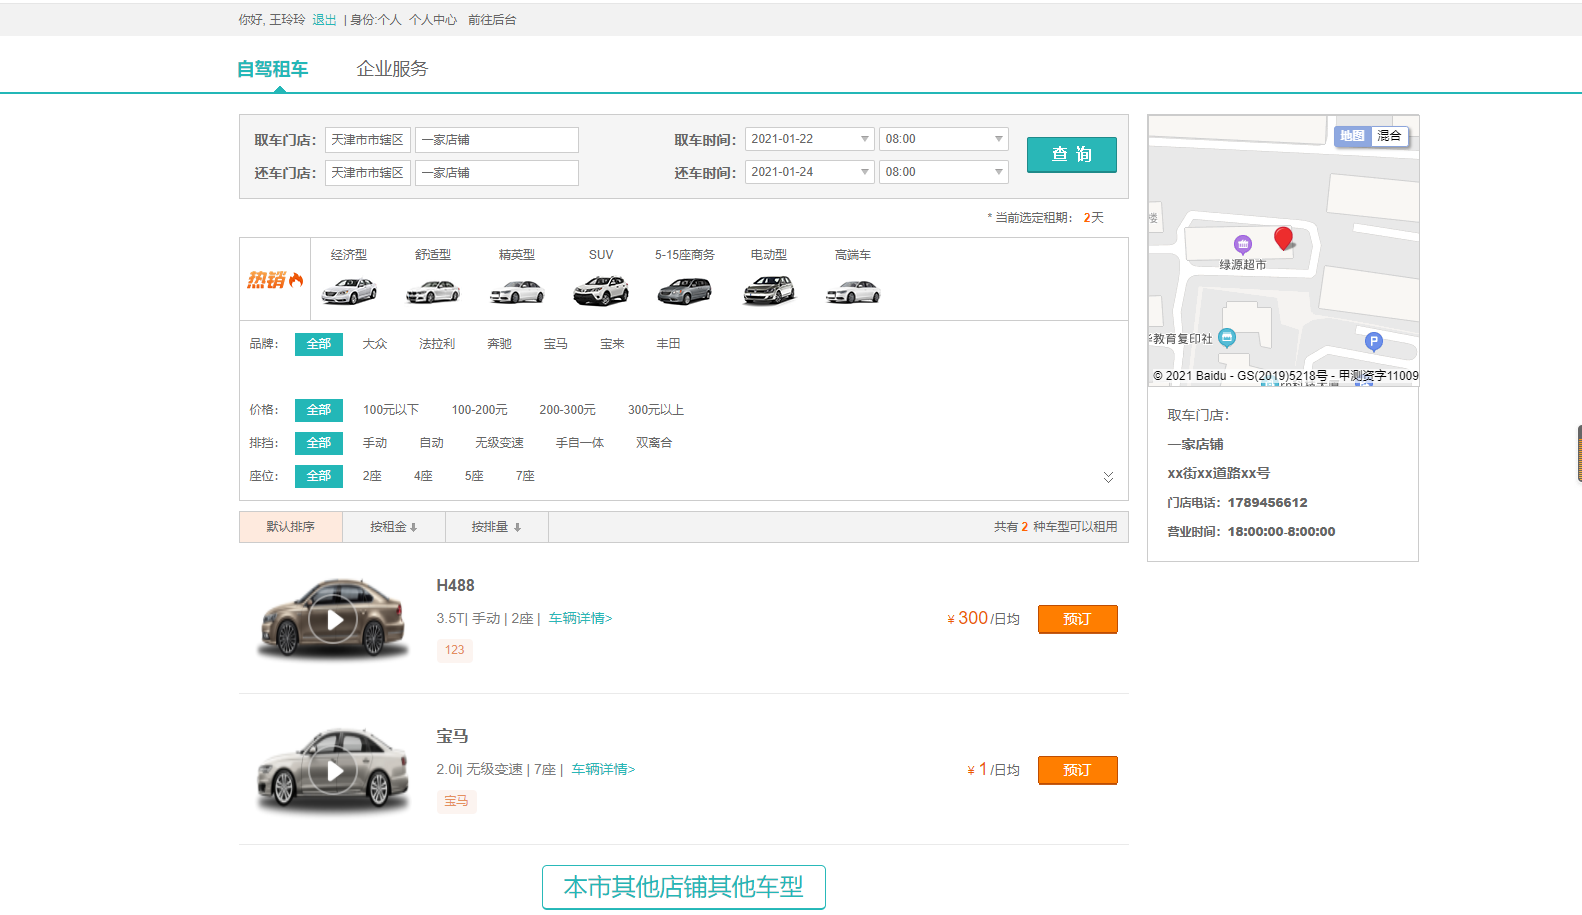 你好, 王玲玲 退出 | 身份:个人 个人中心 前往后台
自驾租车 企业服务
取车门店： 天津市市辖区 一家店铺 取车时间： 2021-01-22 08:00
还车门店： 天津市市辖区 一家店铺 还车时间： 2021-01-24 08:00
查 询
* 当前选定租期： 2天
热销
经济型 舒适型 精英型 SUV 5-15座商务 电动型 高端车
品牌： 全部 大众 法拉利 奔驰 宝马 宝来 丰田
价格： 全部 100元以下 100-200元 200-300元 300元以上
排挡： 全部 手动 自动 无级变速 手自一体 双离合
座位： 全部 2座 4座 5座 7座
默认排序 按租金 按排量 共有 2 种车型可以租用
H488
3.5T| 手动 | 2座 | 车辆详情>
¥ 300 /日均 预订
123
宝马
2.0i| 无级变速 | 7座 | 车辆详情>
¥ 1 /日均 预订
宝马
本市其他店铺其他车型
地图 混合
楼
绿源超市
教育复印社
P
© 2021 Baidu - GS(2019)5218号 - 甲测资字11009
取车门店：
一家店铺
xx街xx道路xx号
门店电话：1789456612
营业时间：18:00:00-8:00:00